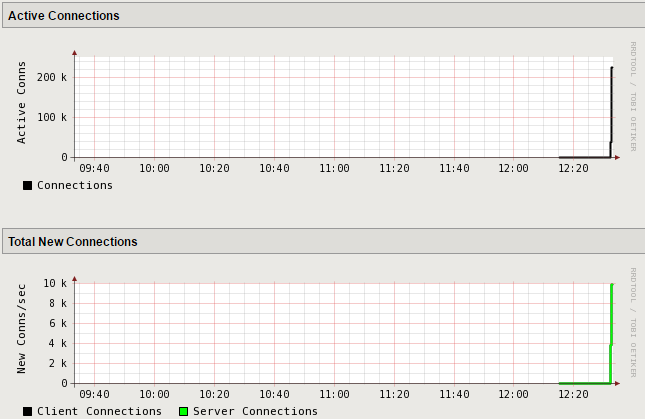 Active Connections
RRDTOOL / TOBI OETIKER
Active Conns
200 k
100 k
0
09:40 10:00 10:20 10:40 11:00 11:20 11:40 12:00 12:20
Connections
Total New Connections
RRDTOOL / TOBI OETIKER
New Conns/sec
10 k
8 k
6 k
4 k
2 k
0
09:40 10:00 10:20 10:40 11:00 11:20 11:40 12:00 12:20
Client Connections Server Connections